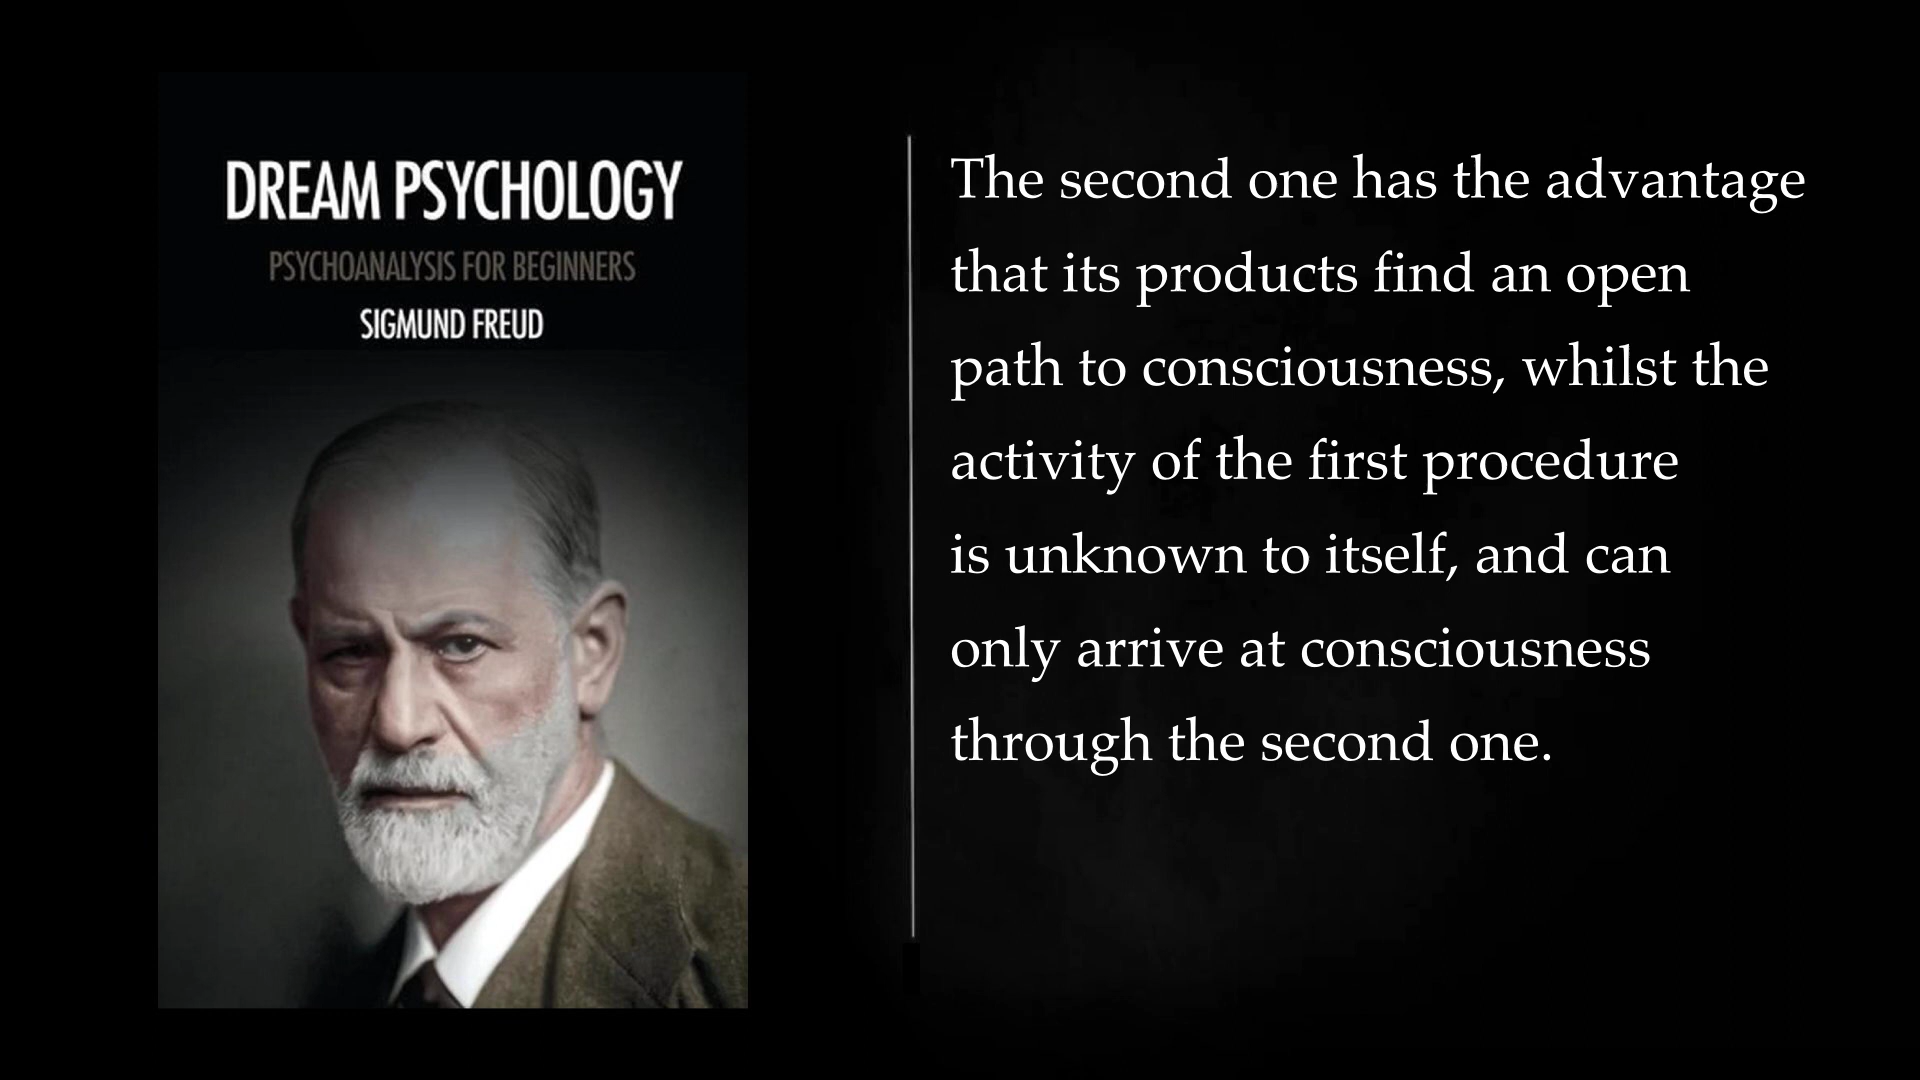 DREAM PSYCHOLOGY
PSYCHOANALYSIS FOR BEGINNERS
SIGMUND FREUD
The second one has the advantage
that its products find an open
path to consciousness, whilst the
activity of the first procedure
is unknown to itself, and can
only arrive at consciousness
through the second one.